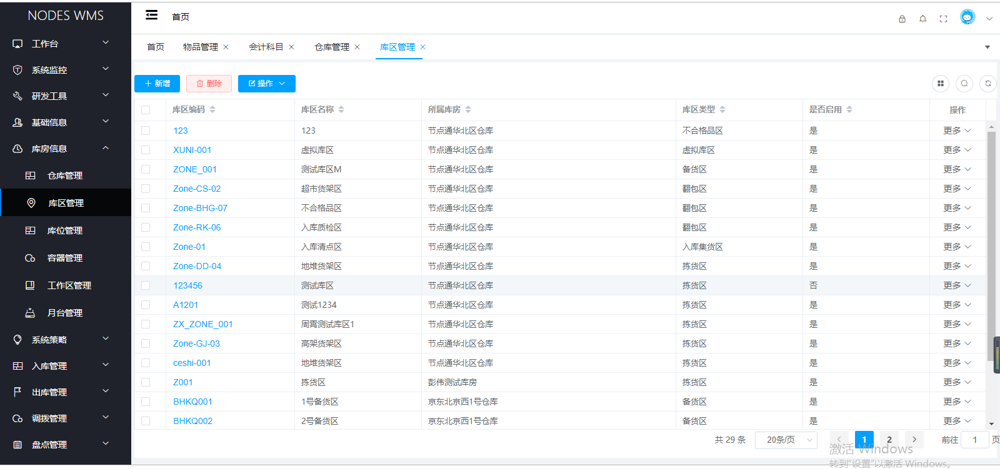 NODES WMS
工作台
系统监控
研发工具
基础信息
库房信息
仓库管理
库区管理
库位管理
容器管理
工作区管理
月台管理
系统策略
入库管理
出库管理
调拨管理
盘点管理
首页
首页 物品管理 × 会计科目 × 仓库管理 × 库区管理 ×
+ 新增 删除 操作
库区编码 库区名称 所属库房 库区类型 是否启用 操作
123 123 节点通华北区仓库 不合格品区 是 更多
XUNI-001 虚拟库区 节点通华北区仓库 虚拟库区 是 更多
ZONE_001 测试库区M 节点通华北区仓库 备货区 是 更多
Zone-CS-02 超市货架区 节点通华北区仓库 翻包区 是 更多
Zone-BHG-07 不合格品区 节点通华北区仓库 翻包区 是 更多
Zone-RK-06 入库质检区 节点通华北区仓库 翻包区 是 更多
Zone-01 入库清点区 节点通华北区仓库 入库集货区 是 更多
Zone-DD-04 地堆货架区 节点通华北区仓库 拣货区 是 更多
123456 测试库区 节点通华北区仓库 拣货区 否 更多
A1201 测试1234 节点通华北区仓库 拣货区 是 更多
ZX_ZONE_001 周霄测试库区1 节点通华北区仓库 拣货区 是 更多
Zone-GJ-03 高架货架区 节点通华北区仓库 拣货区 是 更多
ceshi-001 地堆货架区 节点通华北区仓库 拣货区 是 更多
Z001 拣货区 彭伟测试库房 拣货区 是 更多
BHKQ001 1号备货区 京东北京西1号仓库 备货区 是 更多
BHKQ002 2号备货区 京东北京西1号仓库 备货区 是 更多
共 29 条 20条/页 < 1 2 > 前往 1 页
激活 Windows
转到"设置"以激活 Windows。